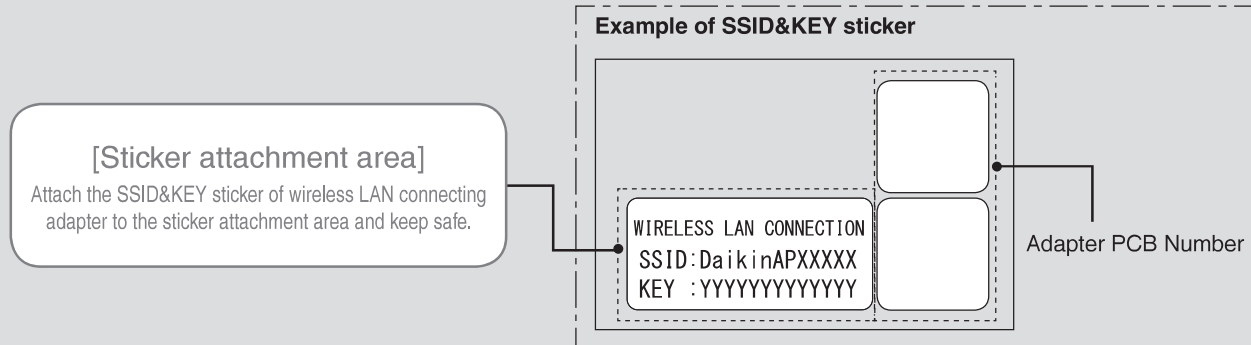 Example of SSID&KEY sticker
[Sticker attachment area]
Attach the SSID&KEY sticker of wireless LAN connecting
adapter to the sticker attachment area and keep safe.
WIRELESS LAN CONNECTION
SSID:DaikinAPXXXXX
KEY :YYYYYYYYYYYYY
Adapter PCB Number